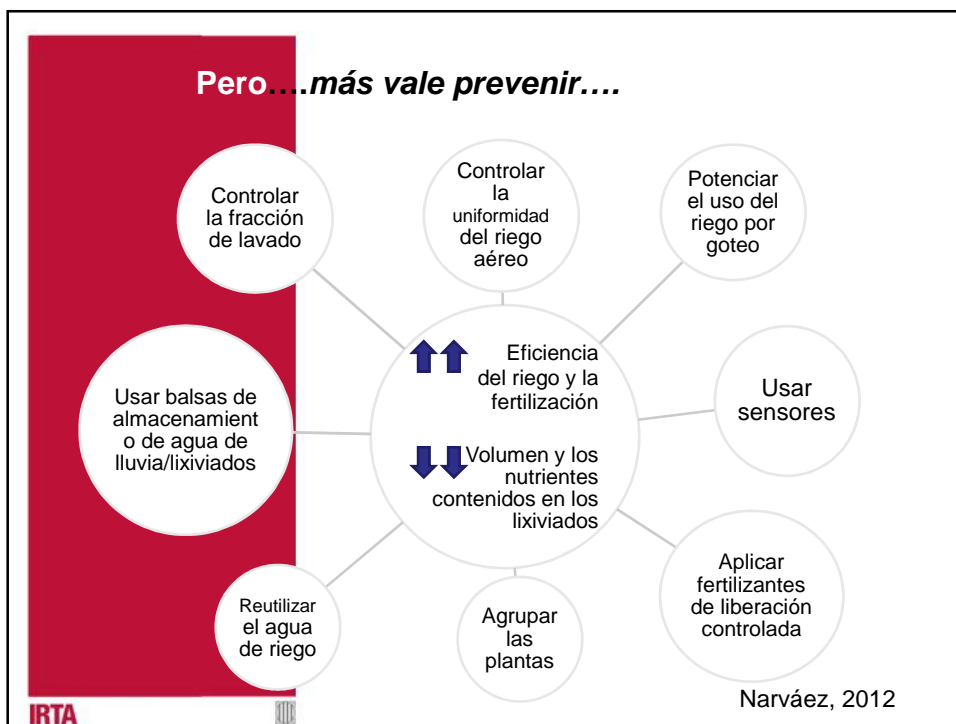 Pero….más vale prevenir….
Controlar
la fracción
de lavado
Controlar
la
uniformidad
del riego
aéreo
Potenciar
el uso del
riego por
goteo
Usar balsas de
almacenamient
o de agua de
lluvia/lixiviados
Eficiencia
del riego y la
fertilización
Volumen y los
nutrientes
contenidos en los
lixiviados
Usar
sensores
Reutilizar
el agua
de riego
Agrupar
las
plantas
Aplicar
fertilizantes
de liberación
controlada
Narváez, 2012
IRTA